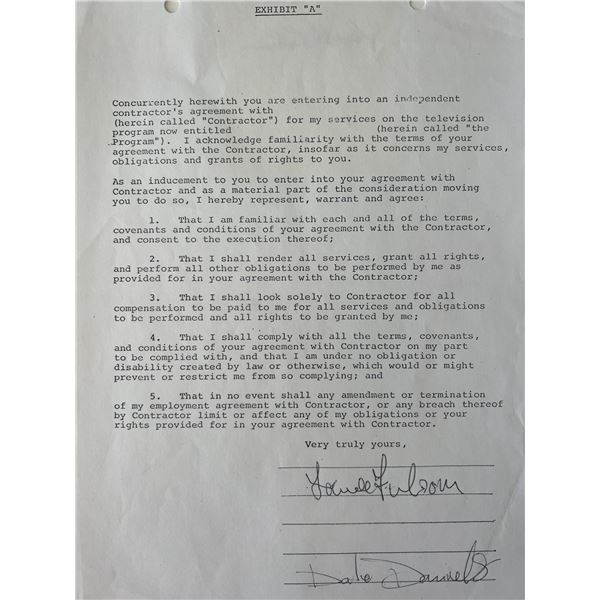 EXHIBIT "A"
Concurrently herewith you are entering into an independent
contractor's agreement with
(herein called "Contractor") for my services on the television
program now entitled (herein called "the
Program"). I acknowledge familiarity with the terms of your
agreement with the Contractor, insofar as it concerns my services,
obligations and grants of rights to you.
As an inducement to you to enter into your agreement with
Contractor and as a material part of the consideration moving
you to do so, I hereby represent, warrant and agree:
1. That I am familiar with each and all of the terms,
covenants and conditions of your agreement with the Contractor,
and consent to the execution thereof;
2. That I shall render all services, grant all rights,
and perform all other obligations to be performed by me as
provided for in your agreement with the Contractor;
3. That I shall look solely to Contractor for all
compensation to be paid to me for all services and obligations
to be performed and all rights to be granted by me;
4. That I shall comply with all the terms, covenants,
and conditions of your agreement with Contractor on my part
to be complied with, and that I am under no obligation or
disability created by law or otherwise, which would or might
prevent or restrict me from so complying; and
5. That in no event shall any amendment or termination
of my employment agreement with Contractor, or any breach thereof
by Contractor limit or affect any of my obligations or your
rights provided for in your agreement with Contractor.
Very truly yours,
Fulsom
Daniels